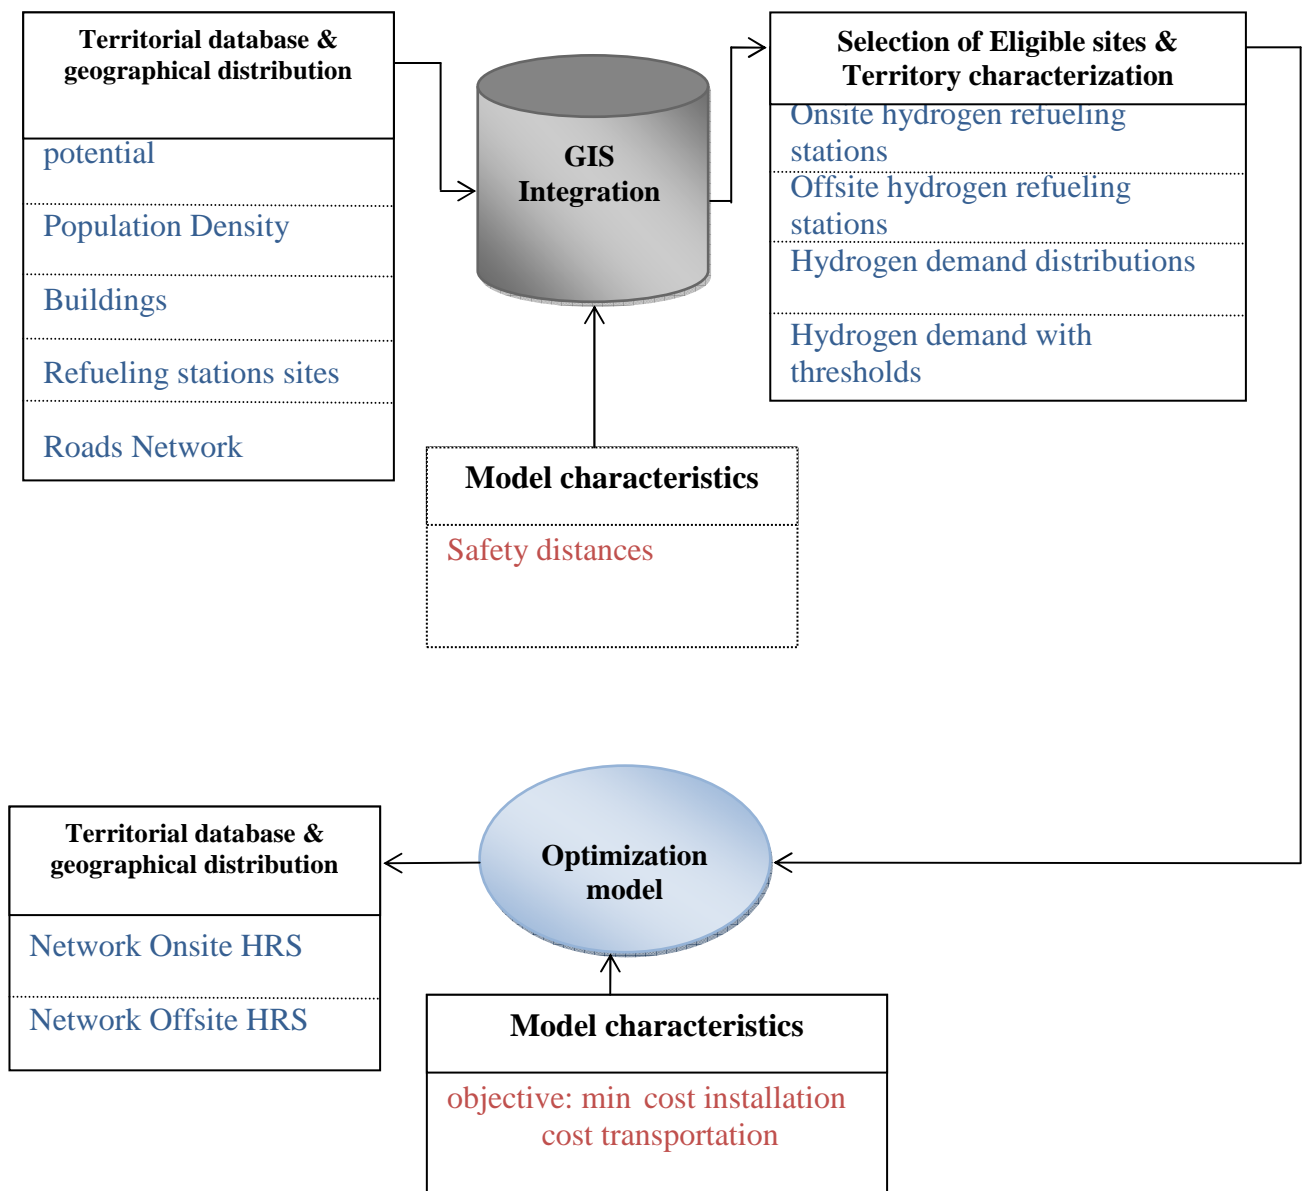 Territorial database &
geographical distribution
potential
Population Density
Buildings
Refueling stations sites
Roads Network
GIS
Integration
Selection of Eligible sites &
Territory characterization
Onsite hydrogen refueling
stations
Offsite hydrogen refueling
stations
Hydrogen demand distributions
Hydrogen demand with
thresholds
Model characteristics
Safety distances
Optimization
model
Territorial database &
geographical distribution
Network Onsite HRS
Network Offsite HRS
Model characteristics
objective: min cost installation
cost transportation